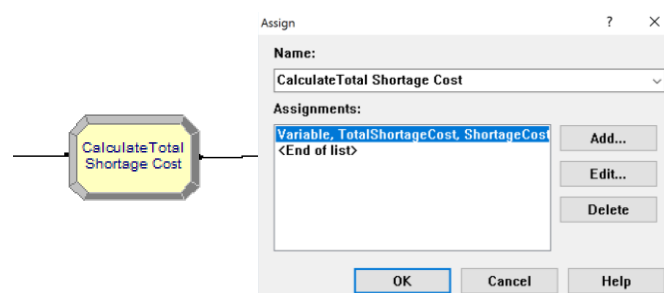 Assign
?
Name:
CalculateTotal Shortage Cost
Assignments:
Variable, TotalShortageCost, ShortageCost
<End of list>
Add...
Edit...
Delete
OK
Cancel
Help
CalculateTotal
Shortage Cost